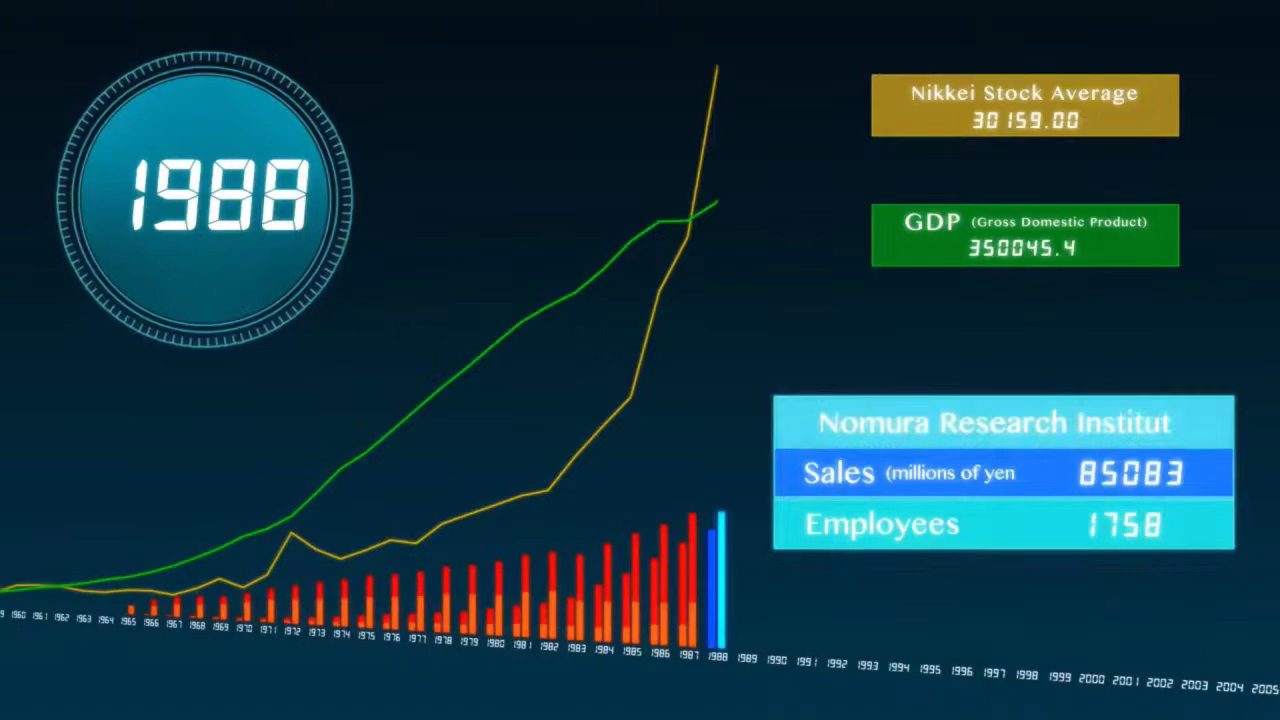 1988
Nikkei Stock Average
30159.00
GDP (Gross Domestic Product)
350045.4
Nomura Research Institut
Sales (millions of yen 85083
Employees 1758
9 1960 1961 1962 1963 1964 1965 1966 1967 1968 1969 1970 1971 1972 1973 1974 1975 1976 1977 1978 1979 1980 1981 1982 1983 1984 1985 1986 1987 1988 1989 1990 1991 1992 1993 1994 1995 1996 1997 1998 1999 2000 2001 2002 2003 2004 2005